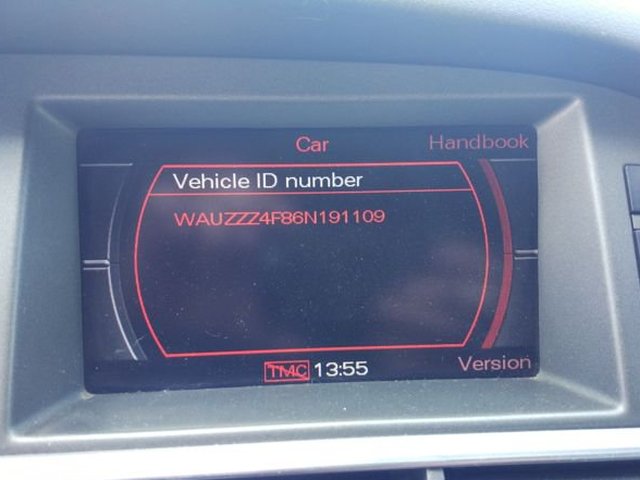 Car
Handbook
Vehicle ID number
WAUZZZ4F86N191109
TMC 13:55
Version